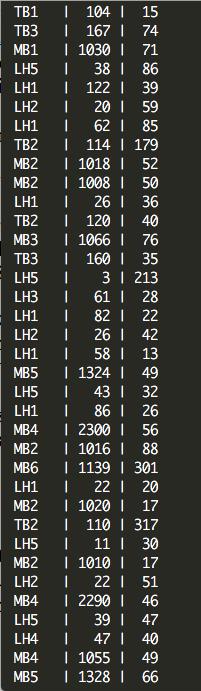 TB1 | 104 | 15
TB3 | 167 | 74
MB1 | 1030 | 71
LH5 | 38 | 86
LH1 | 122 | 39
LH2 | 20 | 59
LH1 | 62 | 85
TB2 | 114 | 179
MB2 | 1018 | 52
MB2 | 1008 | 50
LH1 | 26 | 36
TB2 | 120 | 40
MB3 | 1066 | 76
TB3 | 160 | 35
LH5 | 3 | 213
LH3 | 61 | 28
LH1 | 82 | 22
LH2 | 26 | 42
LH1 | 58 | 13
MB5 | 1324 | 49
LH5 | 43 | 32
LH1 | 86 | 26
MB4 | 2300 | 56
MB2 | 1016 | 88
MB6 | 1139 | 301
LH1 | 22 | 20
MB2 | 1020 | 17
TB2 | 110 | 317
LH5 | 11 | 30
MB2 | 1010 | 17
LH2 | 22 | 51
MB4 | 2290 | 46
LH5 | 39 | 47
LH4 | 47 | 40
MB4 | 1055 | 49
MB5 | 1328 | 66